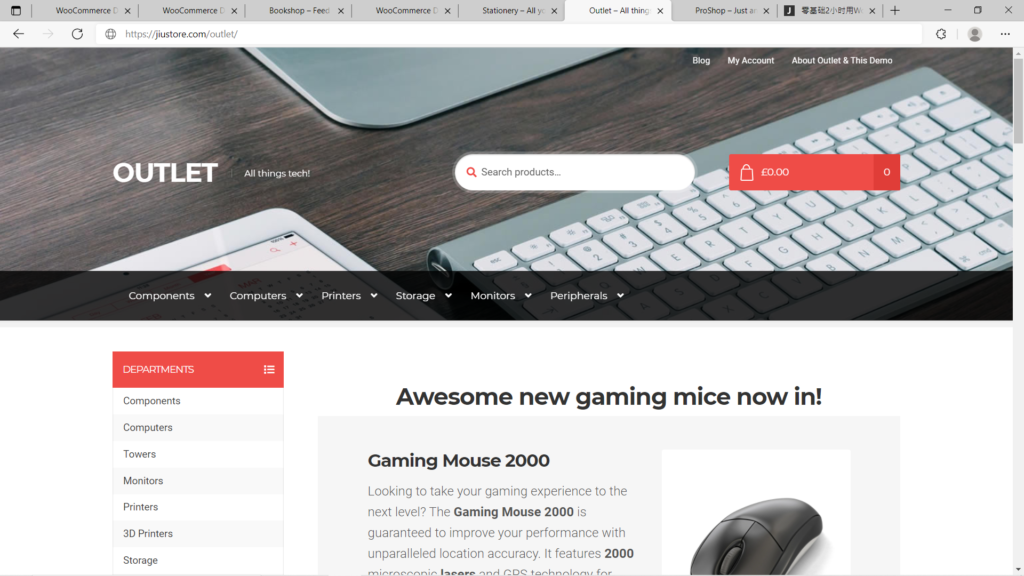 WooCommerce D
WooCommerce D
Bookshop – Feed
WooCommerce D
Stationery – All yo
Outlet – All things
ProShop – Just an
J 零基础2小时用W
https://jiustore.com/outlet/
Blog My Account About Outlet & This Demo
OUTLET All things tech! Search products… £0.00 0
Components Computers Printers Storage Monitors Peripherals
DEPARTMENTS
Components
Computers
Towers
Monitors
Printers
3D Printers
Storage
Awesome new gaming mice now in!
Gaming Mouse 2000
Looking to take your gaming experience to the
next level? The Gaming Mouse 2000 is
guaranteed to improve your performance with
unparalleled location accuracy. It features 2000
microscopic lasers and GPS technology for